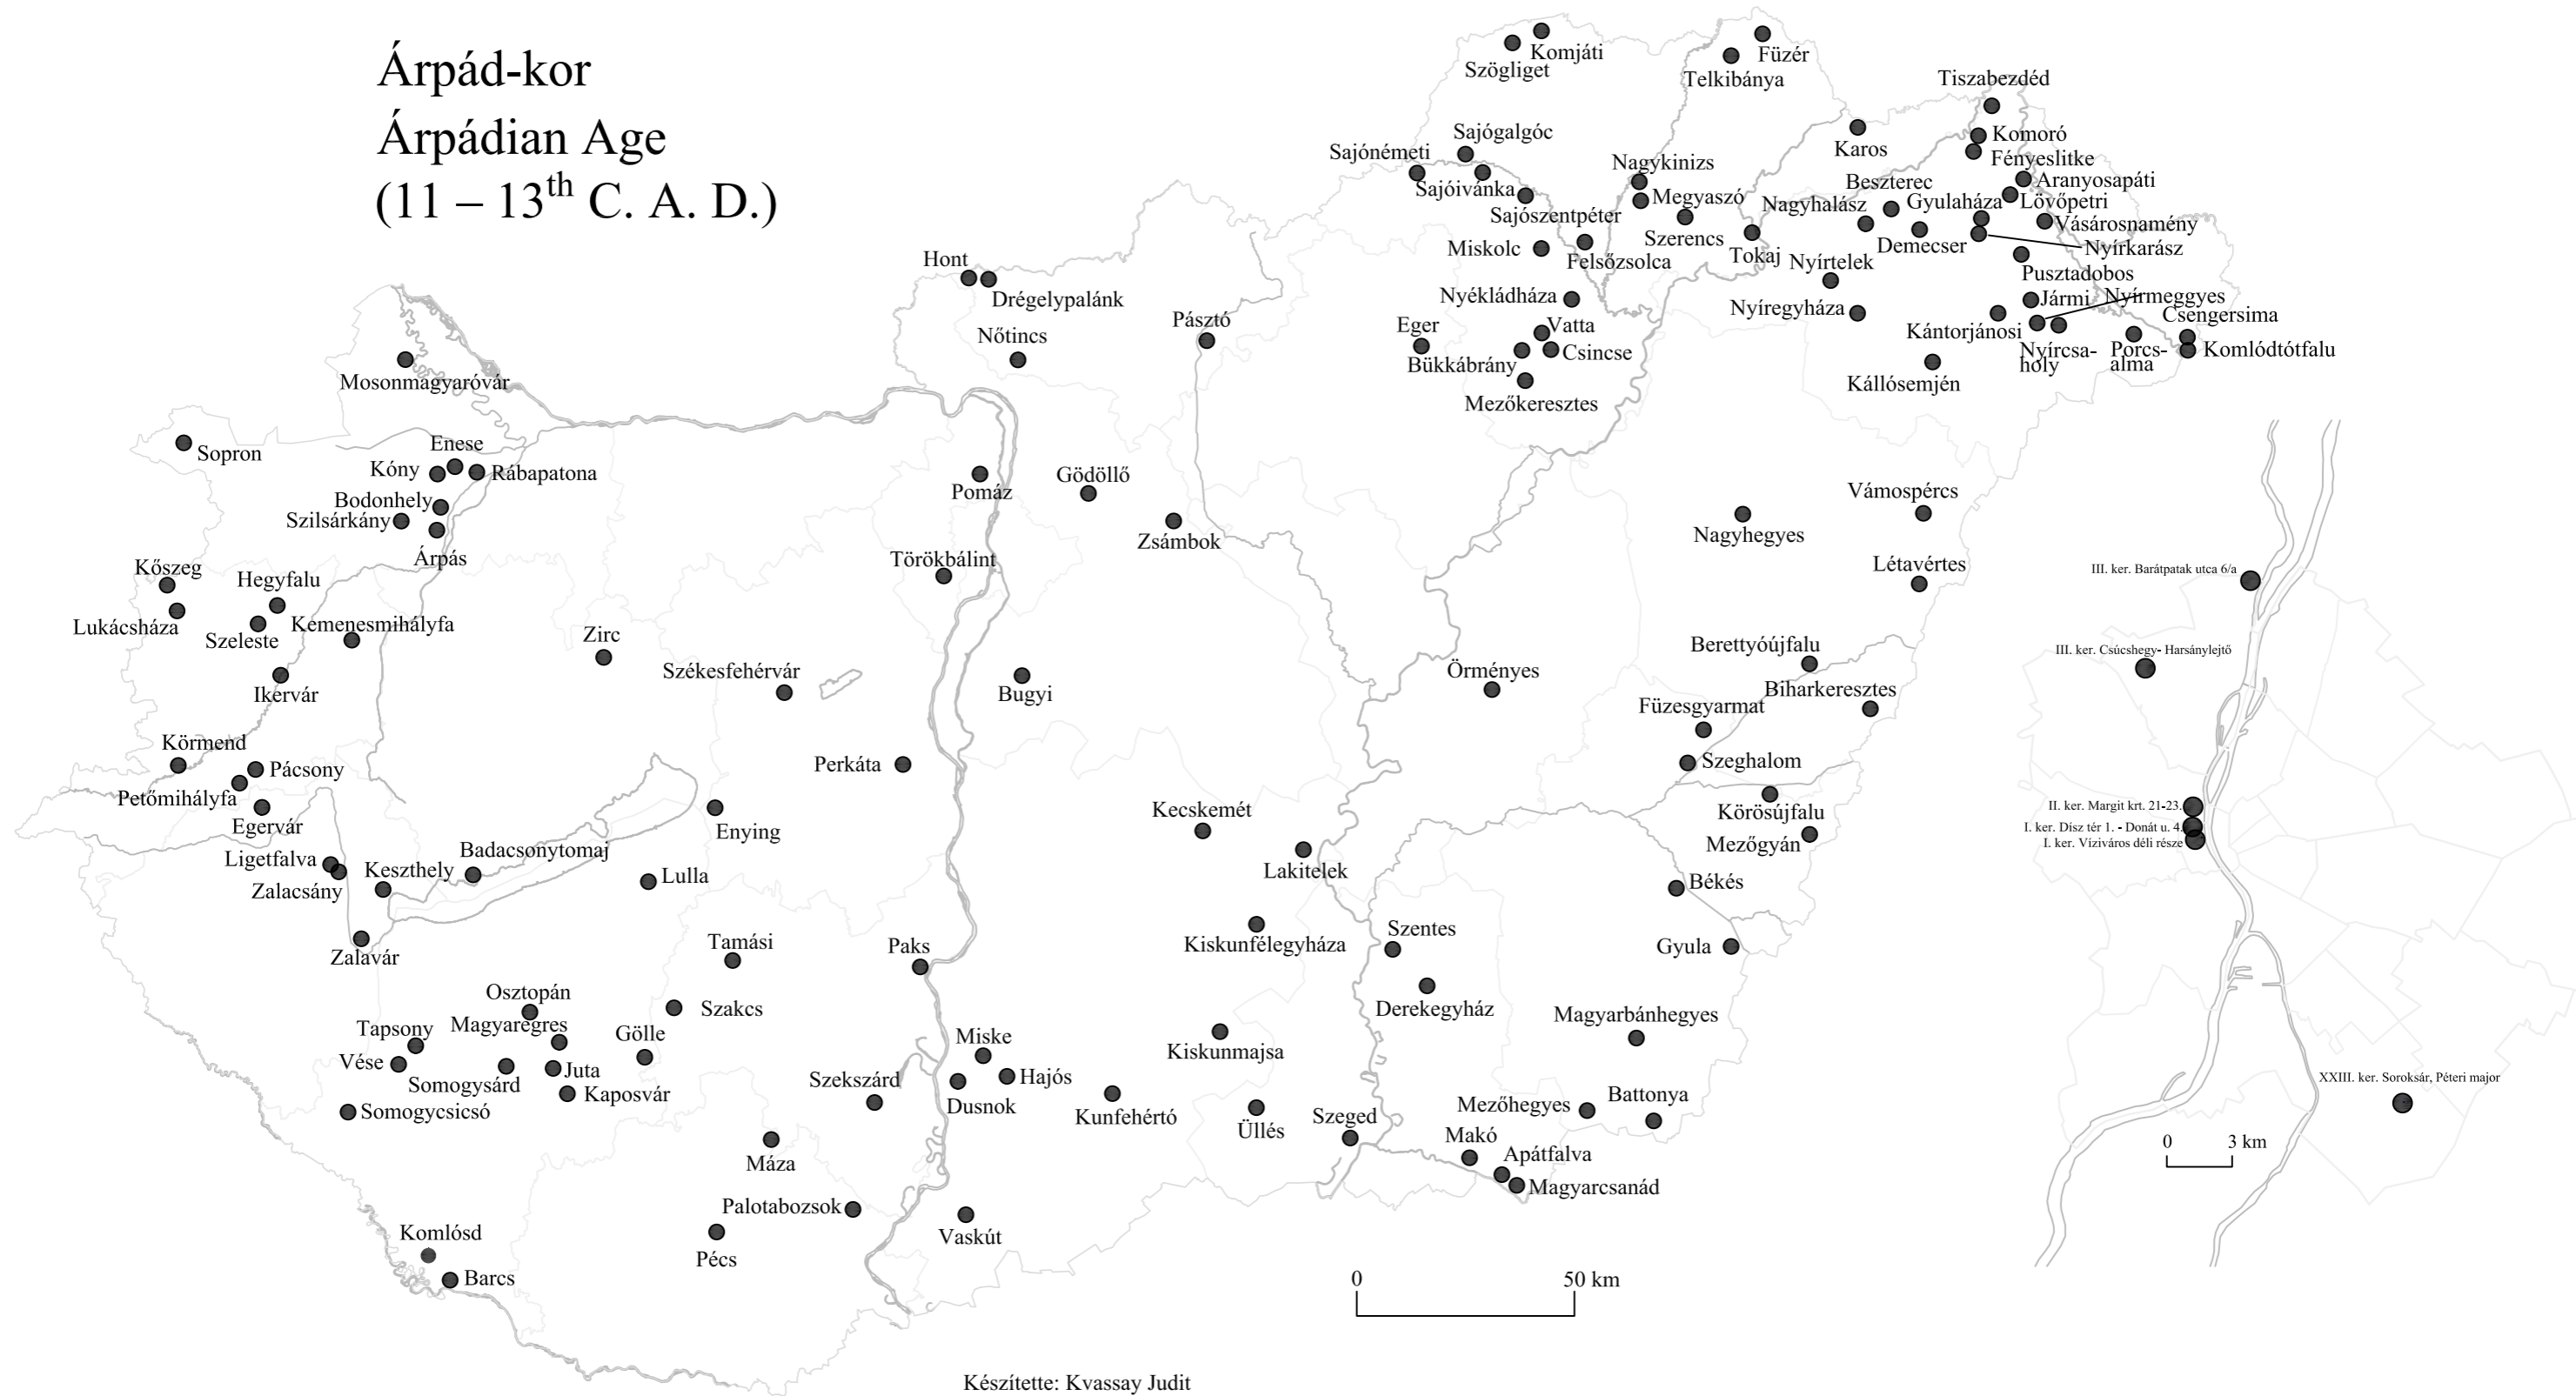 Árpád-kor
Árpádian Age
(11 – 13th C. A. D.)
Komjáti
Szögliget
Füzér
Telkibánya
Tiszabezdéd
Sajógalgóc
Sajónémeti
Sajóivánka
Sajószentpéter
Nagykinizs
Megyaszó
Szerencs
Karos
Komoró
Fényeslitke
Beszterec
Aranyosapáti
Nagyhalász
Gyulaháza
Lövőpetri
Vásárosnamény
Demecser
Nyírkarász
Miskolc
Felsőzsolca
Tokaj
Nyírtelek
Pusztadobos
Hont
Drégelypalánk
Nyékládháza
Nyíregyháza
Jármi
Nyírmeggyes
Csengersima
Nőtincs
Pásztó
Eger
Vatta
Bükkábrány
Csincse
Kántorjánosi
Nyírcsa-
holy
Porcs-
alma
Komlódtótfalu
Mosonmagyaróvár
Kállósemjén
Mezőkeresztes
Sopron
Enese
Kóny
Rábapatona
Bodonhely
Szilsárkány
Árpás
Pomáz
Gödöllő
Zsámbok
Nagyhegyes
Vámospércs
Törökbálint
Létavértes
Kőszeg
Hegyfalu
Lukácsháza
Szeleste
Kemenesmihályfa
Zirc
Ikervár
Székesfehérvár
Bugyi
Örményes
Berettyóújfalu
Biharkeresztes
Füzesgyarmat
Szeghalom
Körmend
Pácsony
Petőmihályfa
Egervár
Perkáta
Enying
Kecskemét
Körösújfalu
Mezőgyán
Ligetfalva
Zalacsány
Keszthely
Badacsonytomaj
Lulla
Lakitelek
Békés
Zalavár
Tamási
Paks
Kiskunfélegyháza
Szentes
Gyula
Osztopán
Szakcs
Derekegyház
Tapsony
Magyaregres
Gölle
Miske
Kiskunmajsa
Magyarbánhegyes
Vése
Somogysárd
Juta
Kaposvár
Szekszárd
Hajós
Dusnok
Somogycsicsó
Kunfehértó
Üllés
Szeged
Mezőhegyes
Battonya
Makó
Apátfalva
Magyarcsanád
Máza
Palotabozsok
Pécs
Vaskút
Komlósd
Barcs
III. ker. Barátpatak utca 6/a
III. ker. Csúcshegy- Harsánylejtő
II. ker. Margit krt. 21-23.
I. ker. Dísz tér 1. - Donát u. 4.
I. ker. Víziváros déli része
XXIII. ker. Soroksár, Péteri major
0 3 km
0 50 km
Készítette: Kvassay Judit